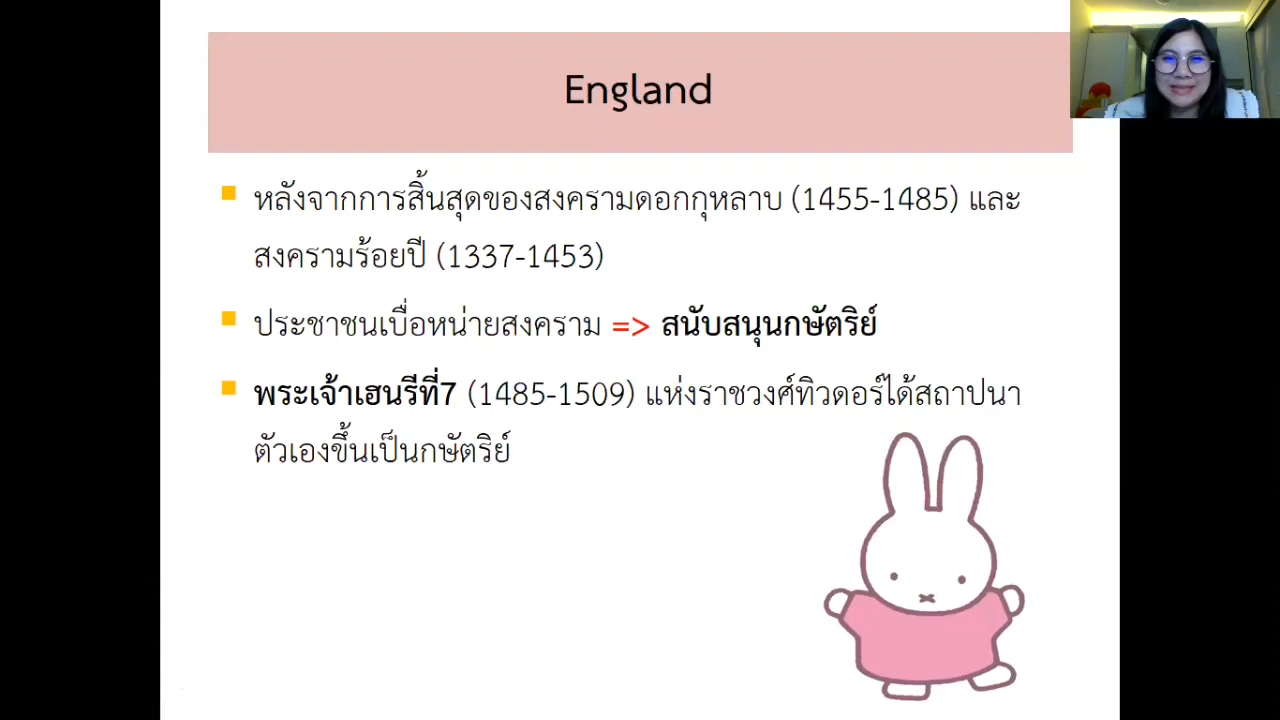 England
หลังจากการสิ้นสุดของสงครามดอกกุหลาบ (1455-1485) และ
สงครามร้อยปี (1337-1453)
ประชาชนเบื่อหน่ายสงคราม => สนับสนุนกษัตริย์
พระเจ้าเฮนรีที่7 (1485-1509) แห่งราชวงศ์ทิวดอร์ได้สถาปนา
ตัวเองขึ้นเป็นกษัตริย์